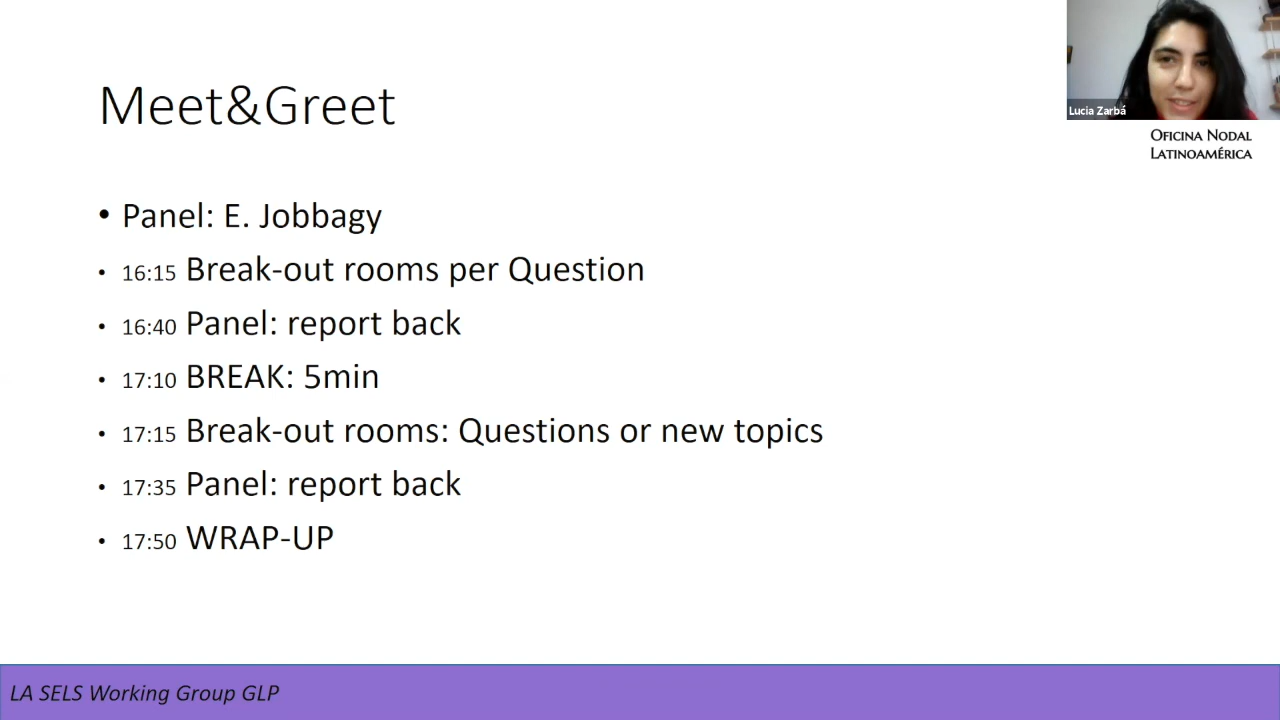 Meet&Greet
Lucia Zarbá
OFICINA NODAL
LATINOAMÉRICA
• Panel: E. Jobbagy
• 16:15 Break-out rooms per Question
• 16:40 Panel: report back
• 17:10 BREAK: 5min
• 17:15 Break-out rooms: Questions or new topics
• 17:35 Panel: report back
• 17:50 WRAP-UP
LA SELS Working Group GLP